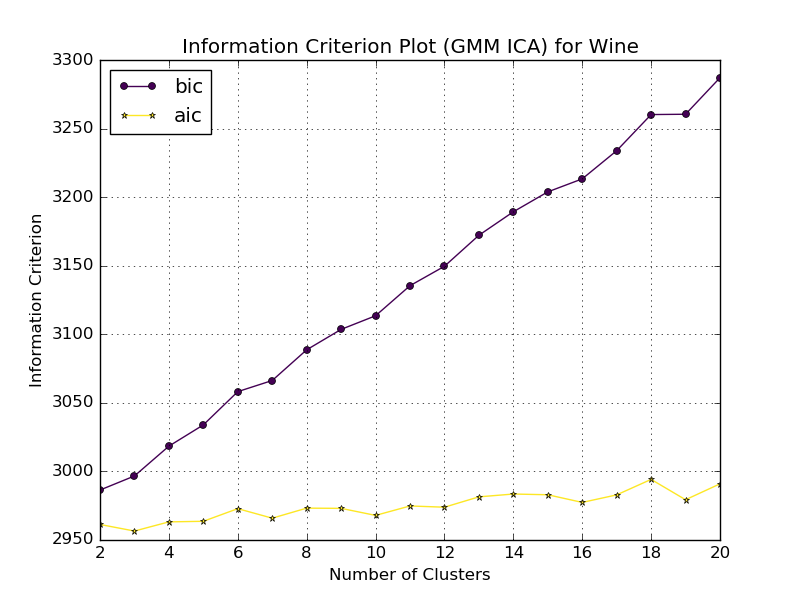 Information Criterion Plot (GMM ICA) for Wine
3300
3250
3200
3150
3100
3050
3000
2950
bic
aic
Information Criterion
2 4 6 8 10 12 14 16 18 20
Number of Clusters